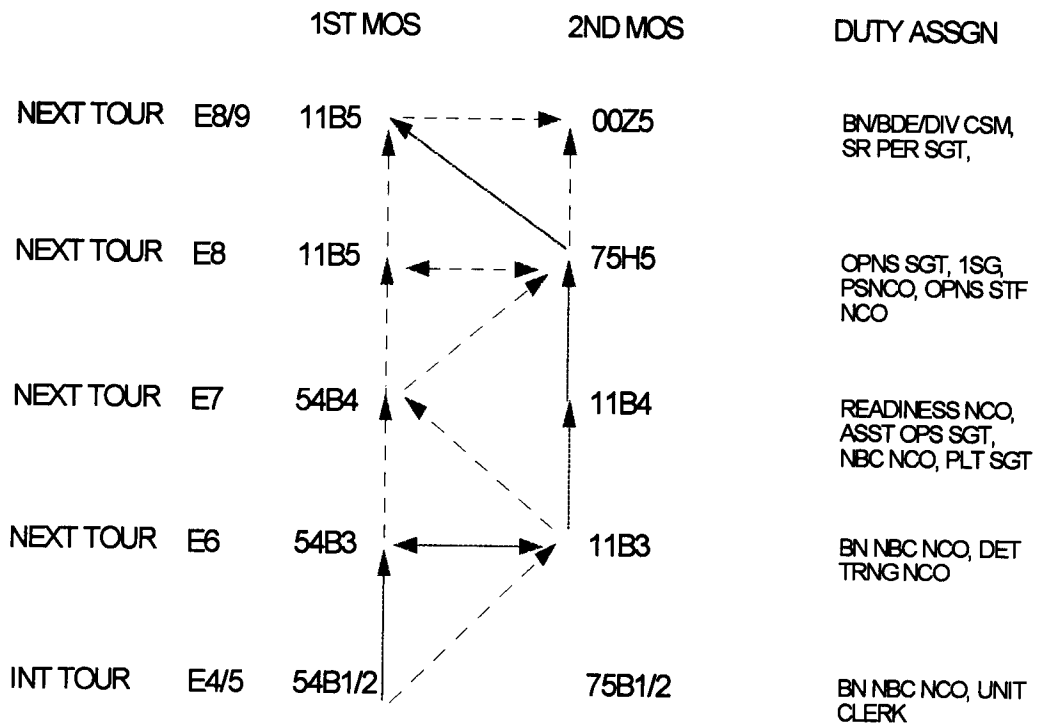 1ST MOS 2ND MOS DUTY ASSGN
NEXT TOUR E8/9 11B5 00Z5 BN/BDE/DIV CSM,
SR PER SGT,
NEXT TOUR E8 11B5 75H5 OPNS SGT, 1SG,
PSNCO, OPNS STF
NCO
NEXT TOUR E7 54B4 11B4 READINESS NCO,
ASST OPS SGT,
NBC NCO, PLT SGT
NEXT TOUR E6 54B3 11B3 BN NBC NCO, DET
TRNG NCO
INT TOUR E4/5 54B1/2 75B1/2 BN NBC NCO, UNIT
CLERK